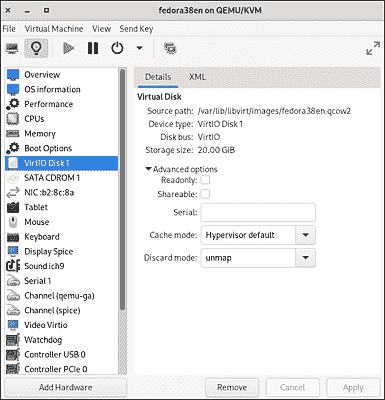 fedora38en on QEMU/KVM
File Virtual Machine View Send Key
Overview
OS information
Performance
CPUs
Memory
Boot Options
VirtIO Disk 1
SATA CDROM 1
NIC :b2:8c:8a
Tablet
Mouse
Keyboard
Display Spice
Sound ich9
Serial 1
Channel (qemu-ga)
Channel (spice)
Video Virtio
Watchdog
Controller USB 0
Controller PCIe 0
Add Hardware
Details XML
Virtual Disk
Source path: /var/lib/libvirt/images/fedora38en.qcow2
Device type: VirtIO Disk 1
Disk bus: VirtIO
Storage size: 20.00 GiB
Advanced options
Readonly:
Shareable:
Serial:
Cache mode: Hypervisor default
Discard mode: unmap
Remove Cancel Apply